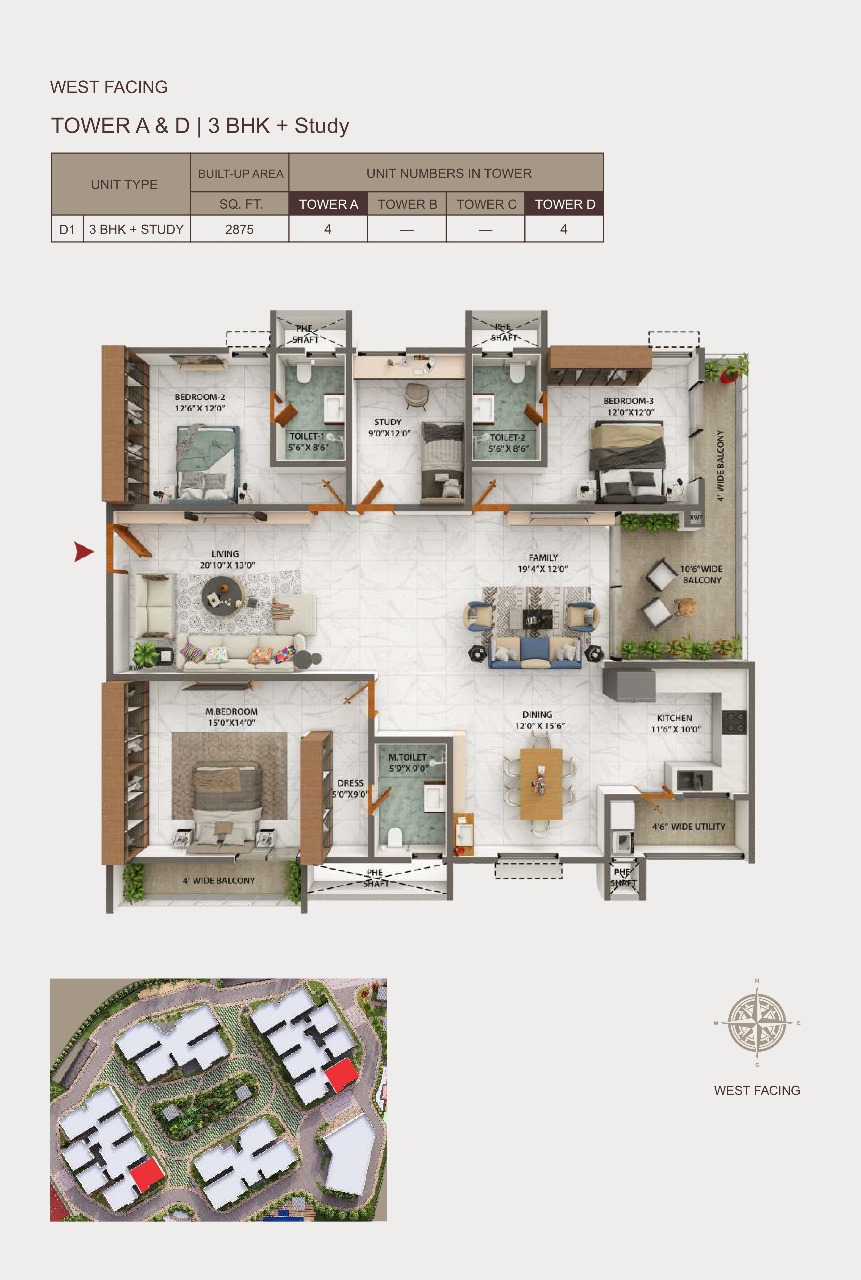 WEST FACING
TOWER A & D | 3 BHK + Study
UNIT TYPE
BUILT-UP AREA
UNIT NUMBERS IN TOWER
SQ. FT.
TOWER A
TOWER B
TOWER C
TOWER D
D1
3 BHK + STUDY
2875
4
—
—
4
PHE
SHAFT
PHE
SHAFT
BEDROOM-2
12'6"X 12'0"
TOILET-1
5'6"X 8'6"
STUDY
9'0"X12'0"
TOILET-2
5'6"X 8'6"
BEDROOM-3
12'0"X12'0"
4' WIDE BALCONY
RWP
LIVING
20'10"X 13'0"
FAMILY
19'4"X 12'0"
10'6"WIDE
BALCONY
RWP
M.BEDROOM
15'0"X14'0"
DRESS
5'0"X9'0"
M.TOILET
5'9"X 9'0"
DINING
12'0" X 15'6"
KITCHEN
11'6"X 10'0"
4'6" WIDE UTILITY
4' WIDE BALCONY
PHE
SHAFT
PHE
SHAFT
N
W
E
S
WEST FACING